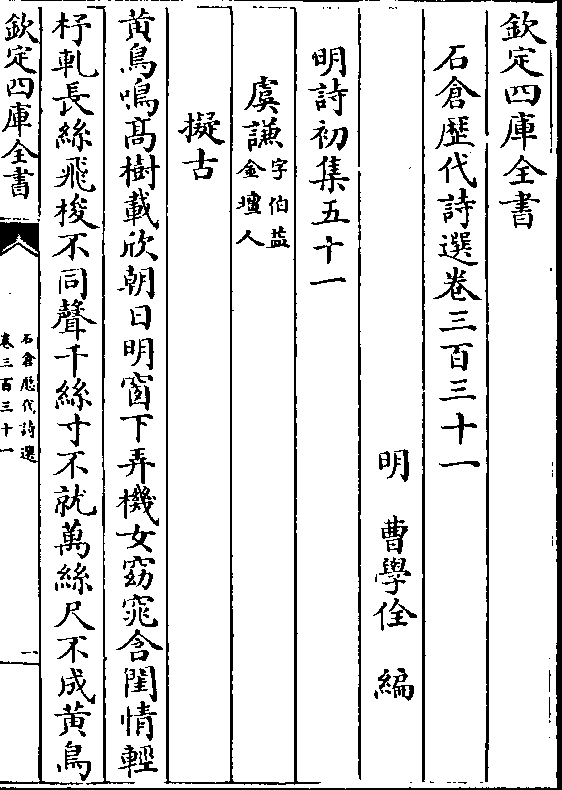 欽定四庫全書
石倉歷代詩選卷三百三十一
明 曹學佺 編
明詩初集五十一
虞謙字伯益金壇人
擬古
黃鳥鳴高樹載欣朝日明窗下弄機女窈窕含閨情輕
杼軋長絲飛梭不同聲千絲寸不就萬絲尺不成黃鳥
欽定四庫全書
石倉歷代詩選
卷三百三十一
一